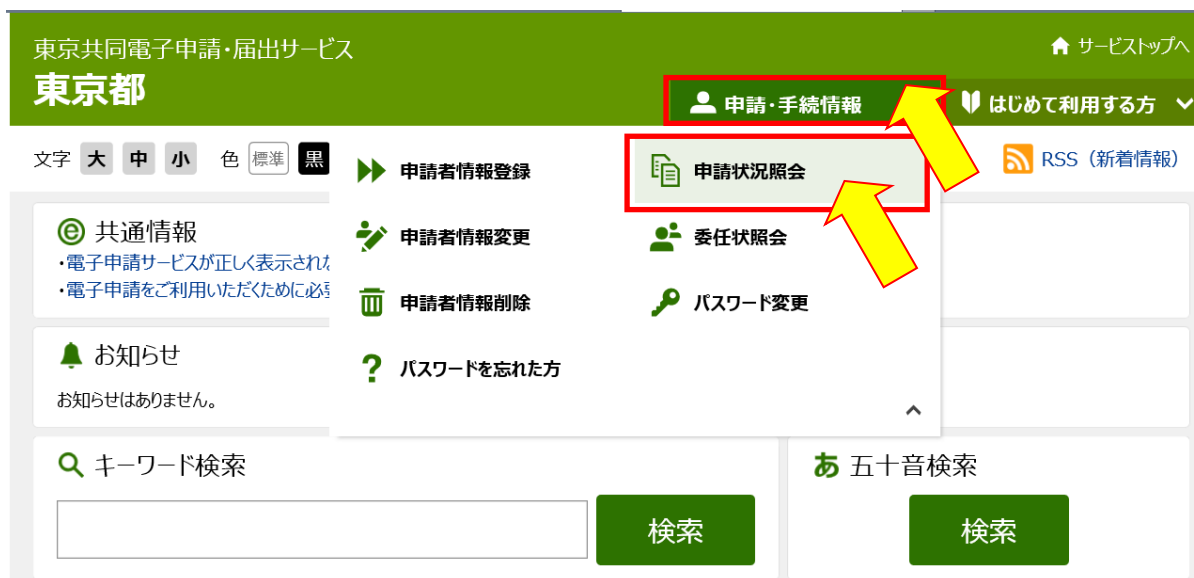 東京共同電子申請・届出サービス
サービストップへ
東京都
申請・手続情報
はじめて利用する方
文字 大 中 小 色 標準 黒
RSS（新着情報）
申請者情報登録
申請状況照会
申請者情報変更
委任状照会
申請者情報削除
パスワード変更
パスワードを忘れた方
共通情報
・電子申請サービスが正しく表示されな
・電子申請をご利用いただくために必要
お知らせ
お知らせはありません。
キーワード検索
検索
あ 五十音検索
検索